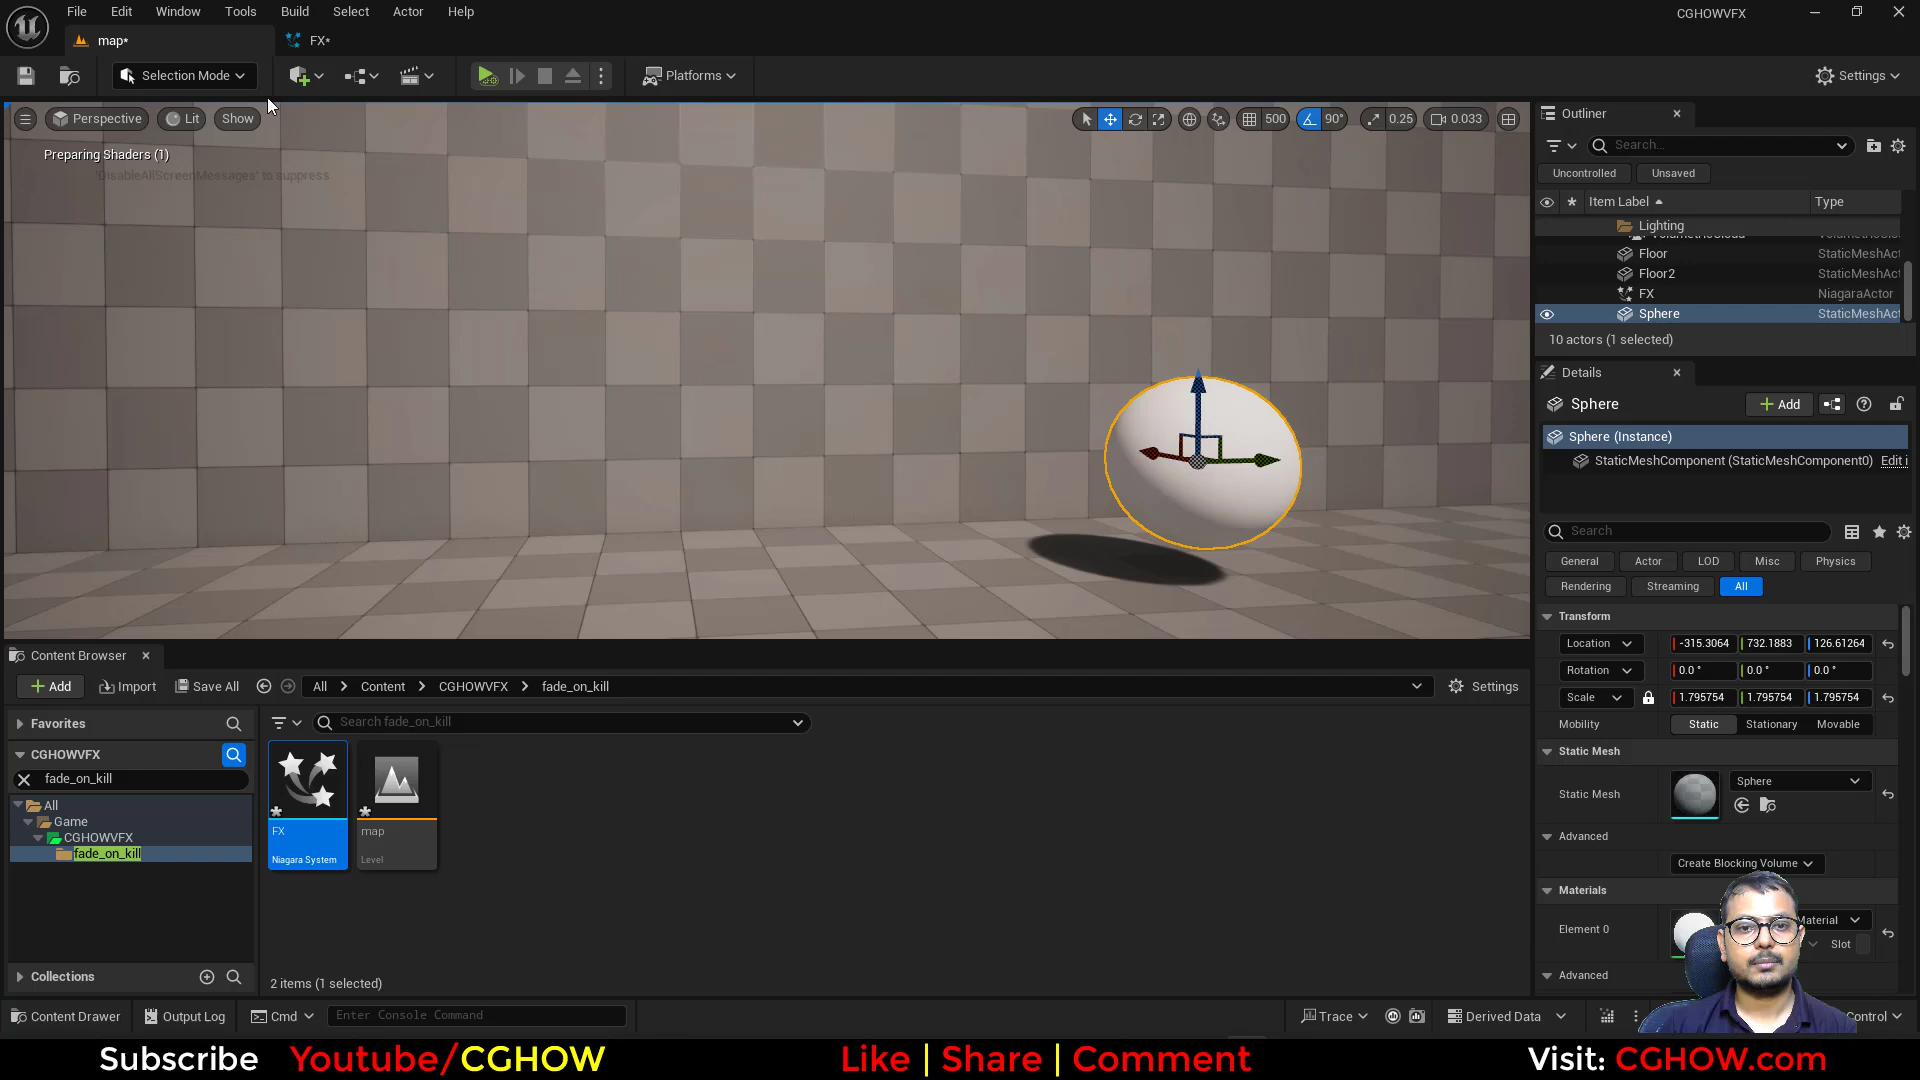 File Edit View Window Tools Build Select Actor Help
CGHOWVFX
map*
FX*
Selection Mode
Platforms
Settings
Perspective
Lit
Show
500
90°
0.25
0.033
Preparing Shaders (1)
'DisableAllScreenMessages' to suppress
Outliner
Search...
Uncontrolled
Unsaved
Item Label
Type
Lighting
Floor
StaticMeshAct
Floor2
StaticMeshAct
FX
NiagaraActor
Sphere
StaticMeshAct
10 actors (1 selected)
Details
Sphere
Add
Sphere (Instance)
StaticMeshComponent (StaticMeshComponent0)
Edit i
Search
General
Actor
LOD
Misc
Physics
Rendering
Streaming
All
Transform
Location
-315.3064
732.1883
126.61264
Rotation
0.0 °
0.0 °
0.0 °
Scale
1.795754
1.795754
1.795754
Mobility
Static
Stationary
Movable
Static Mesh
Static Mesh
Sphere
Advanced
Create Blocking Volume
Materials
Element 0
Material
Slot
Advanced
Content Browser
Add
Import
Save All
All
Content
CGHOWVFX
fade_on_kill
Settings
Favorites
Search fade_on_kill
CGHOWVFX
fade_on_kill
All
Game
CGHOWVFX
fade_on_kill
FX
Niagara System
map
Level
Collections
2 items (1 selected)
Content Drawer
Output Log
Cmd
Enter Console Command
Trace
Derived Data
Control
Subscribe Youtube/CGHOW
Like | Share | Comment
Visit: CGHOW.com